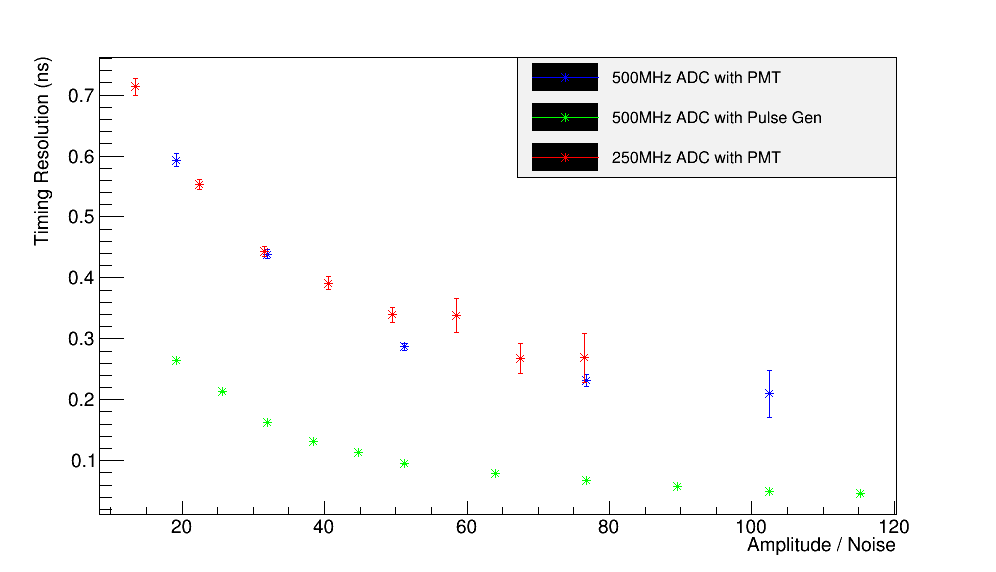 Timing Resolution (ns)
0.7
0.6
0.5
0.4
0.3
0.2
0.1
500MHz ADC with PMT
500MHz ADC with Pulse Gen
250MHz ADC with PMT
20 40 60 80 100 120
Amplitude / Noise